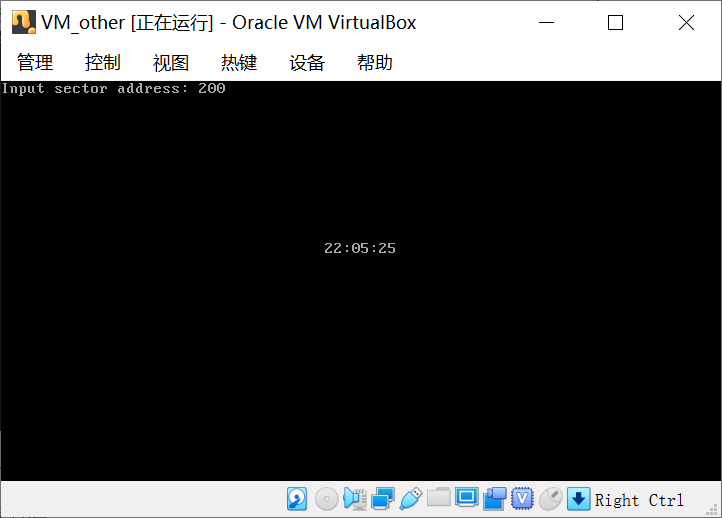 VM_other [正在运行] - Oracle VM VirtualBox
管理 控制 视图 热键 设备 帮助
Input sector address: 200
22:05:25
V Right Ctrl